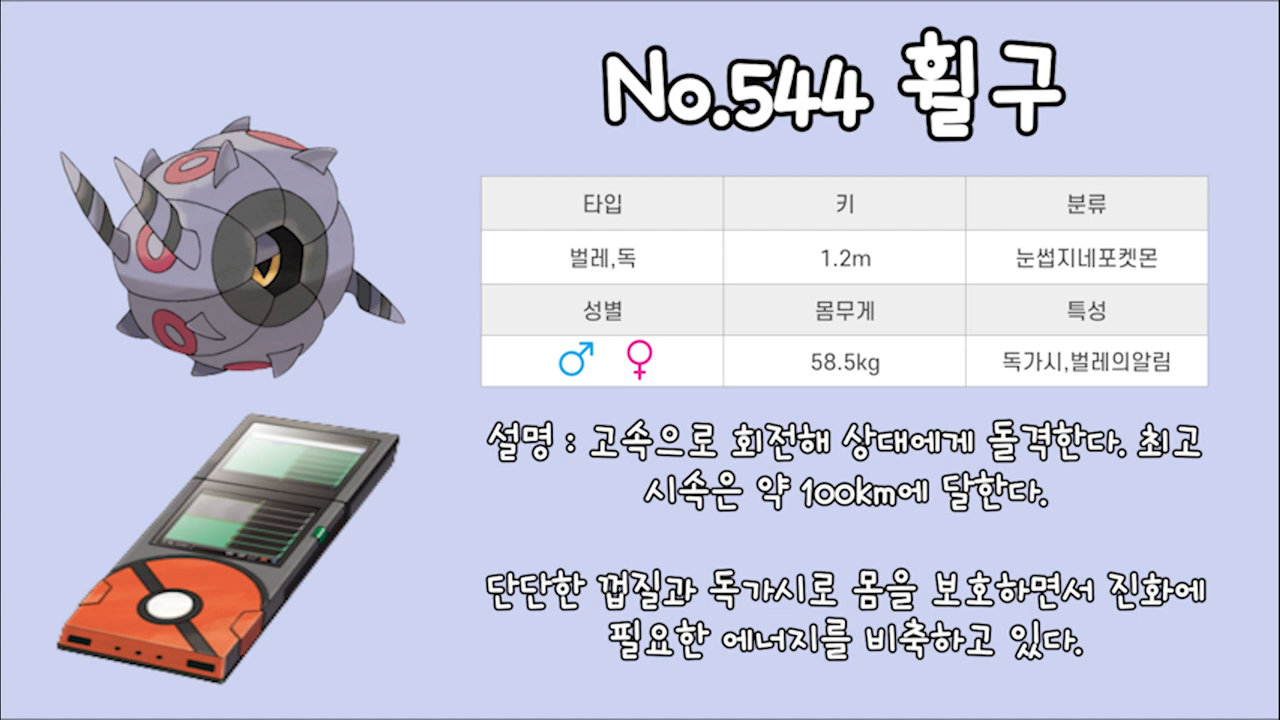 No.544 휠구
타입 키 분류
벌레,독 1.2m 눈썹지네포켓몬
성별 몸무게 특성
♂ ♀ 58.5kg 독가시,벌레의알림
설명 : 고속으로 회전해 상대에게 돌격한다. 최고
시속은 약 100km에 달한다.
단단한 껍질과 독가시로 몸을 보호하면서 진화에
필요한 에너지를 비축하고 있다.